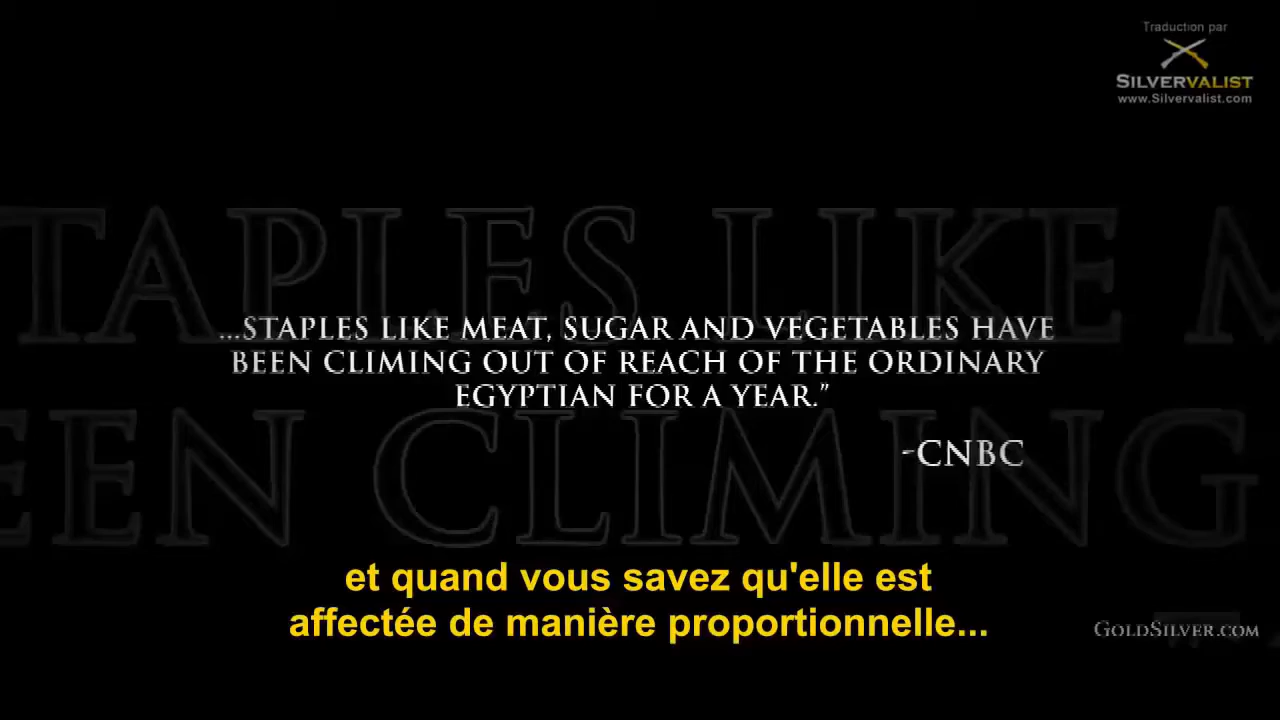 Traduction par
SILVERVALIST
www.Silvervalist.com
TAPLES LIKE M
...STAPLES LIKE MEAT, SUGAR AND VEGETABLES HAVE
BEEN CLIMING OUT OF REACH OF THE ORDINARY
EGYPTIAN FOR A YEAR.”
-CNBC
EEN CLIMING
et quand vous savez qu'elle est
affectée de manière proportionnelle...
GOLDSILVER.COM